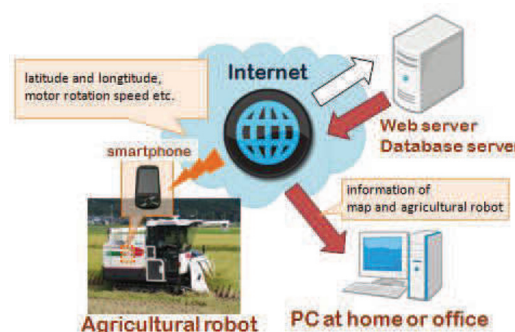 latitude and longtitude,
motor rotation speed etc.
Internet
smartphone
Web server
Database server
information of
map and agricultural robot
Agricultural robot
PC at home or office